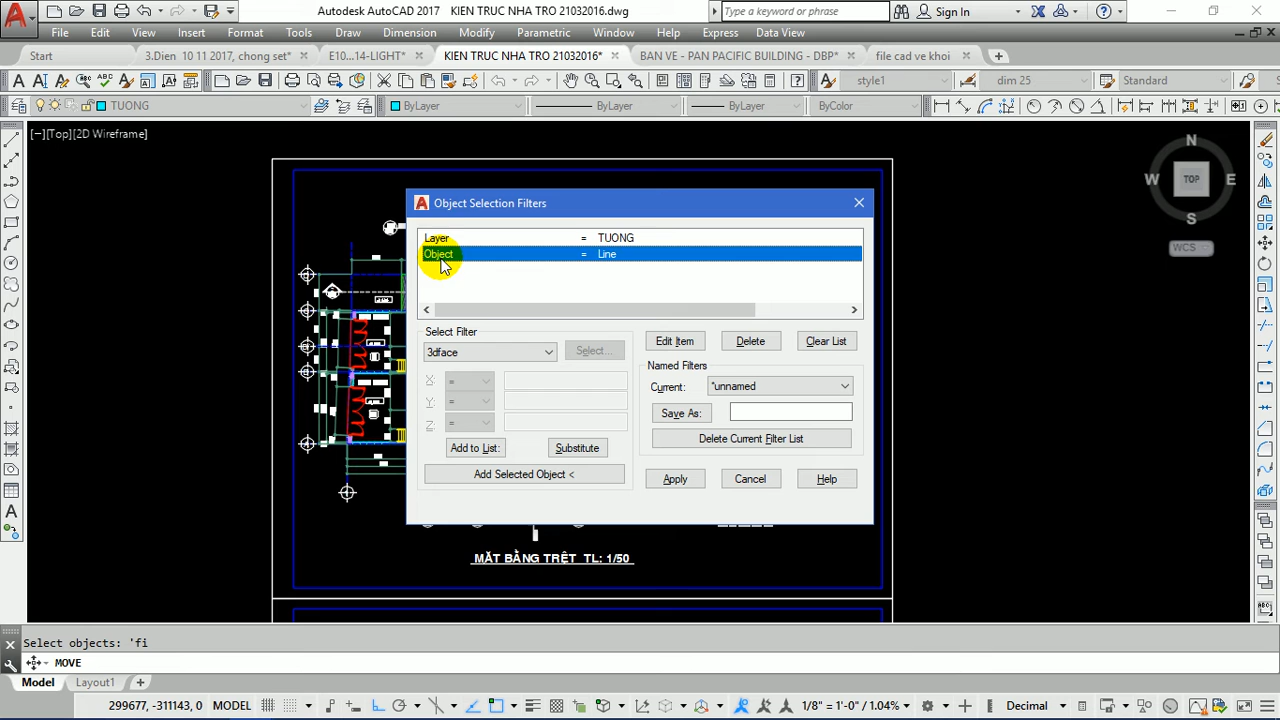 Autodesk AutoCAD 2017 KIEN TRUC NHA TRO 21032016.dwg
Type a keyword or phrase
Sign In
File Edit View Insert Format Tools Draw Dimension Modify Parametric Window Help Express Data View
Start 3.Dien 10 11 2017, chong set* E10...14-LIGHT* KIEN TRUC NHA TRO 21032016* BAN VE - PAN PACIFIC BUILDING - DBP* file cad ve khoi
style1 dim 25 Standard
TUONG ByLayer ByLayer ByLayer ByColor
[−][Top][2D Wireframe]
N
W TOP E
S
WCS
Object Selection Filters
Layer = TUONG
Object = Line
Select Filter
3dface Select...
X: =
Y: =
Z: =
Add to List: Substitute
Add Selected Object <
Edit Item Delete Clear List
Named Filters
Current: *unnamed
Save As:
Delete Current Filter List
Apply Cancel Help
MẶT BẰNG TRỆT TL: 1/50
Select objects: 'fi
MOVE
Model Layout1
299677, -311143, 0 MODEL 1/8" = 1'-0" / 1.04% Decimal